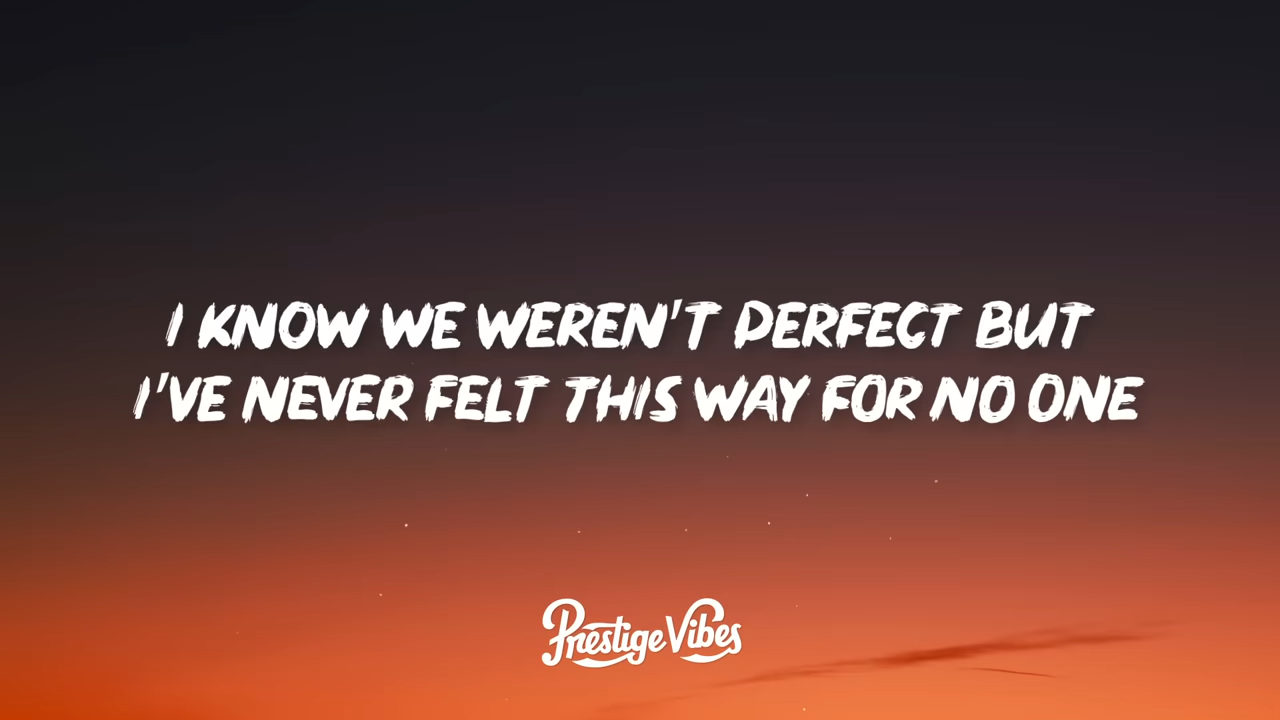 I KNOW WE WEREN'T PERFECT BUT
I'VE NEVER FELT THIS WAY FOR NO ONE
Prestige Vibes